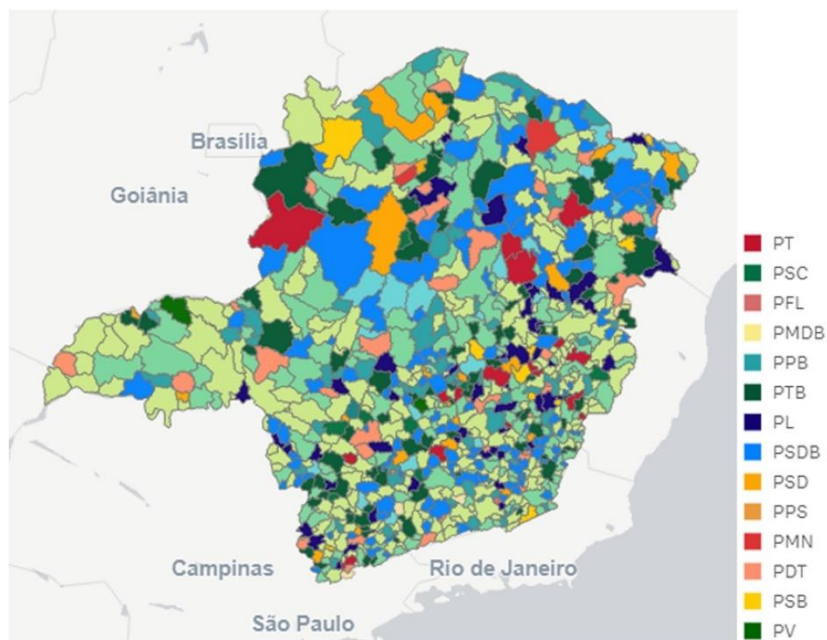 Brasília
Goiânia
Campinas
Rio de Janeiro
São Paulo
PT
PSC
PFL
PMDB
PPB
PTB
PL
PSDB
PSD
PPS
PMN
PDT
PSB
PV